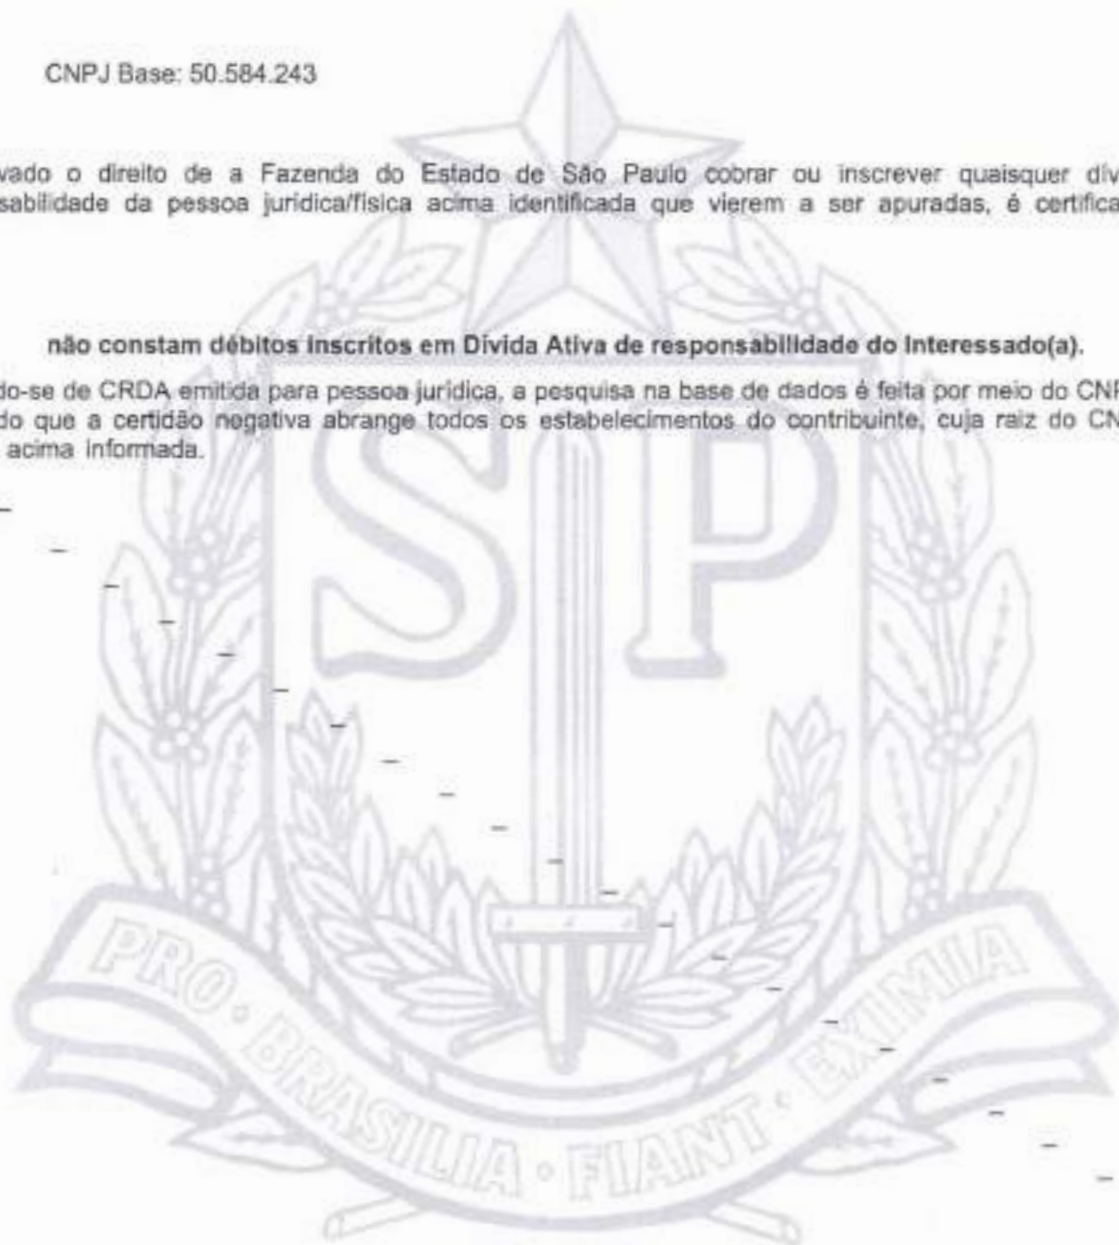 CNPJ Base: 50.584.243
vado o direito de a Fazenda do Estado de São Paulo cobrar ou inscrever quaisquer dív
sabilidade da pessoa jurídica/física acima identificada que vierem a ser apuradas, é certifica
não constam débitos inscritos em Dívida Ativa de responsabilidade do Interessado(a).
do-se de CRDA emitida para pessoa jurídica, a pesquisa na base de dados é feita por meio do CNP
do que a certidão negativa abrange todos os estabelecimentos do contribuinte, cuja raiz do CN
acima informada.
SP
PRO · BRASILIA · FIANT · EXIMIA